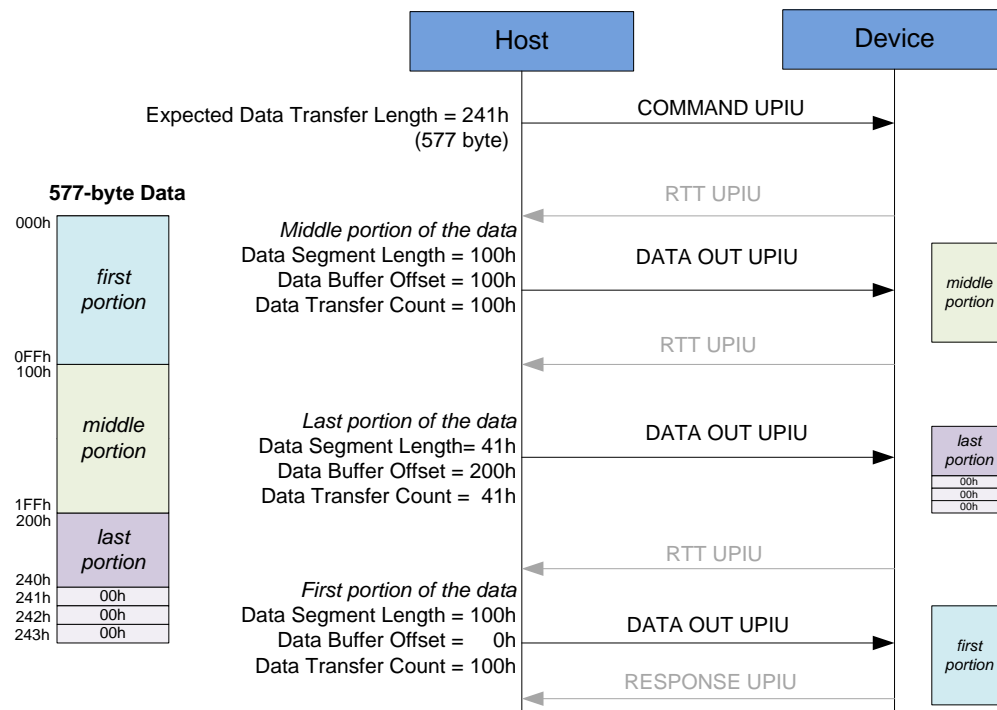 Host
Device
Expected Data Transfer Length = 241h
(577 byte)
COMMAND UPIU
577-byte Data
000h
first
portion
0FFh
100h
middle
portion
1FFh
200h
last
portion
240h
241h 00h
242h 00h
243h 00h
RTT UPIU
Middle portion of the data
Data Segment Length = 100h
Data Buffer Offset = 100h
Data Transfer Count = 100h
DATA OUT UPIU
middle
portion
RTT UPIU
Last portion of the data
Data Segment Length= 41h
Data Buffer Offset = 200h
Data Transfer Count = 41h
DATA OUT UPIU
last
portion
00h
00h
00h
RTT UPIU
First portion of the data
Data Segment Length = 100h
Data Buffer Offset = 0h
Data Transfer Count = 100h
DATA OUT UPIU
first
portion
RESPONSE UPIU